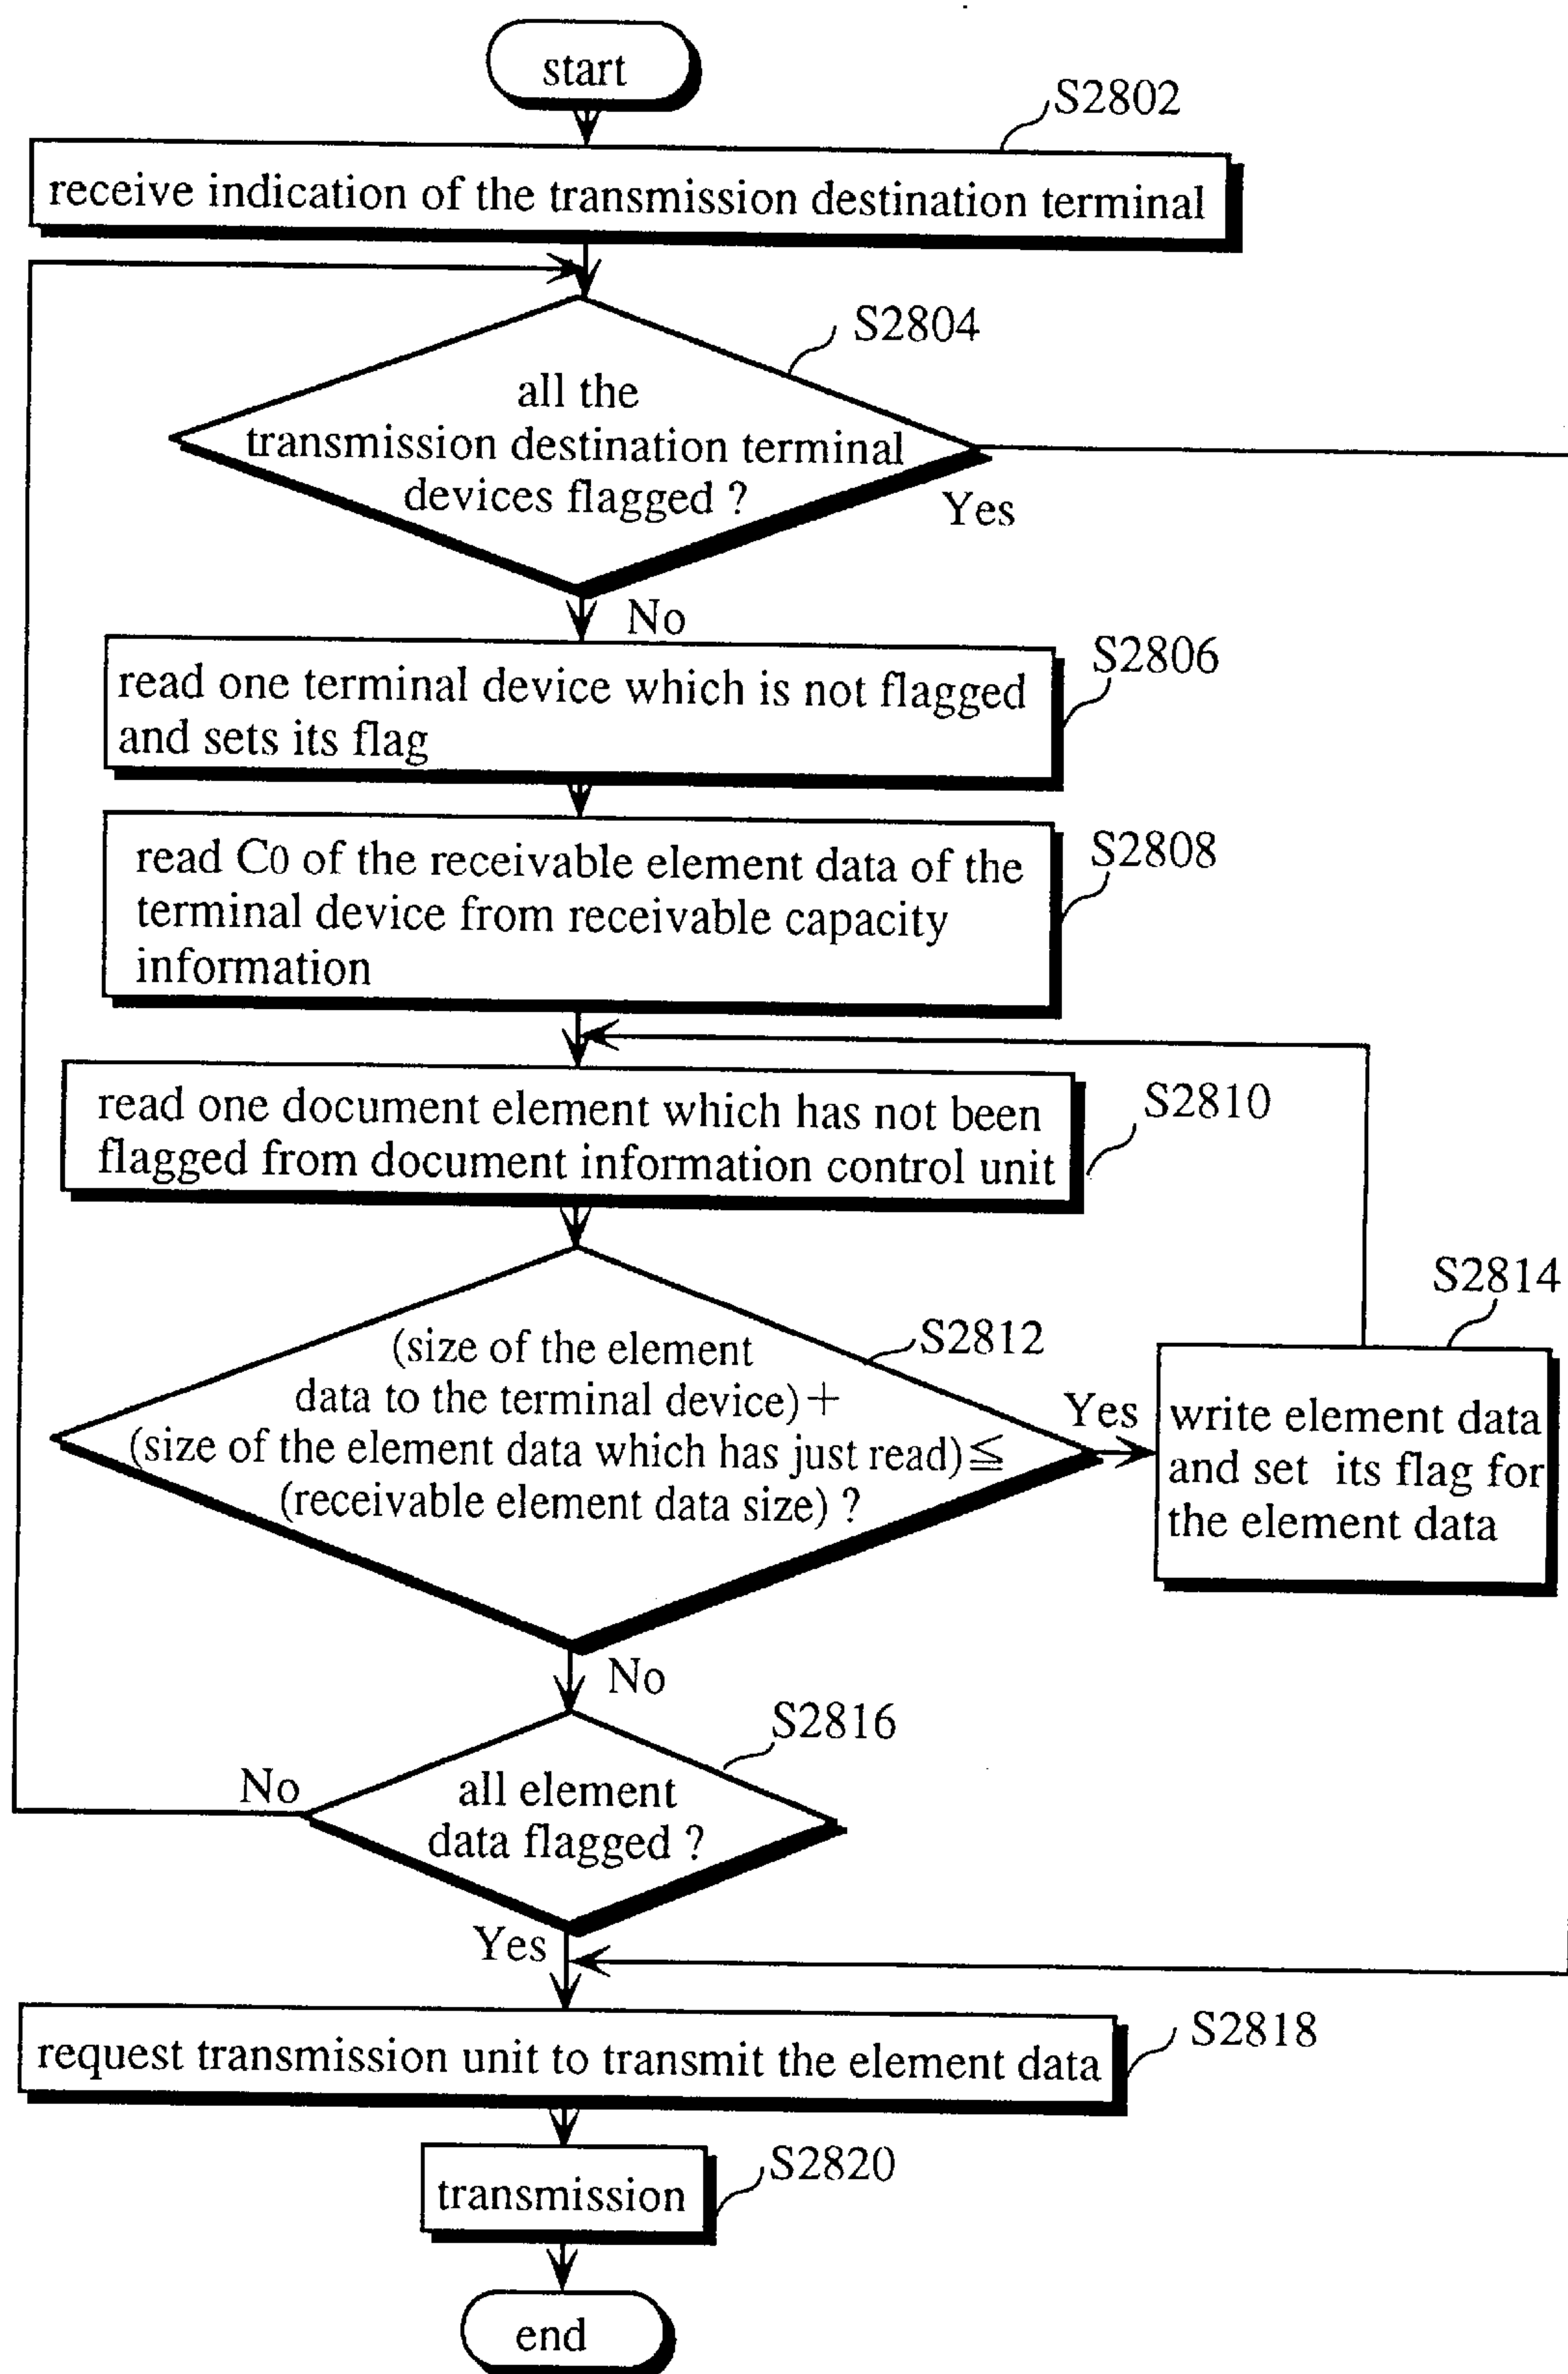 start
S2802
receive indication of the transmission destination terminal
S2804
all the
transmission destination terminal
devices flagged ?
Yes
No
S2806
read one terminal device which is not flagged
and sets its flag
S2808
read C0 of the receivable element data of the
terminal device from receivable capacity
information
S2810
read one document element which has not been
flagged from document information control unit
S2812
(size of the element
data to the terminal device)+
(size of the element data which has just read)≦
(receivable element data size) ?
Yes
S2814
write element data
and set its flag for
the element data
No
S2816
all element
data flagged ?
No
Yes
S2818
request transmission unit to transmit the element data
S2820
transmission
end